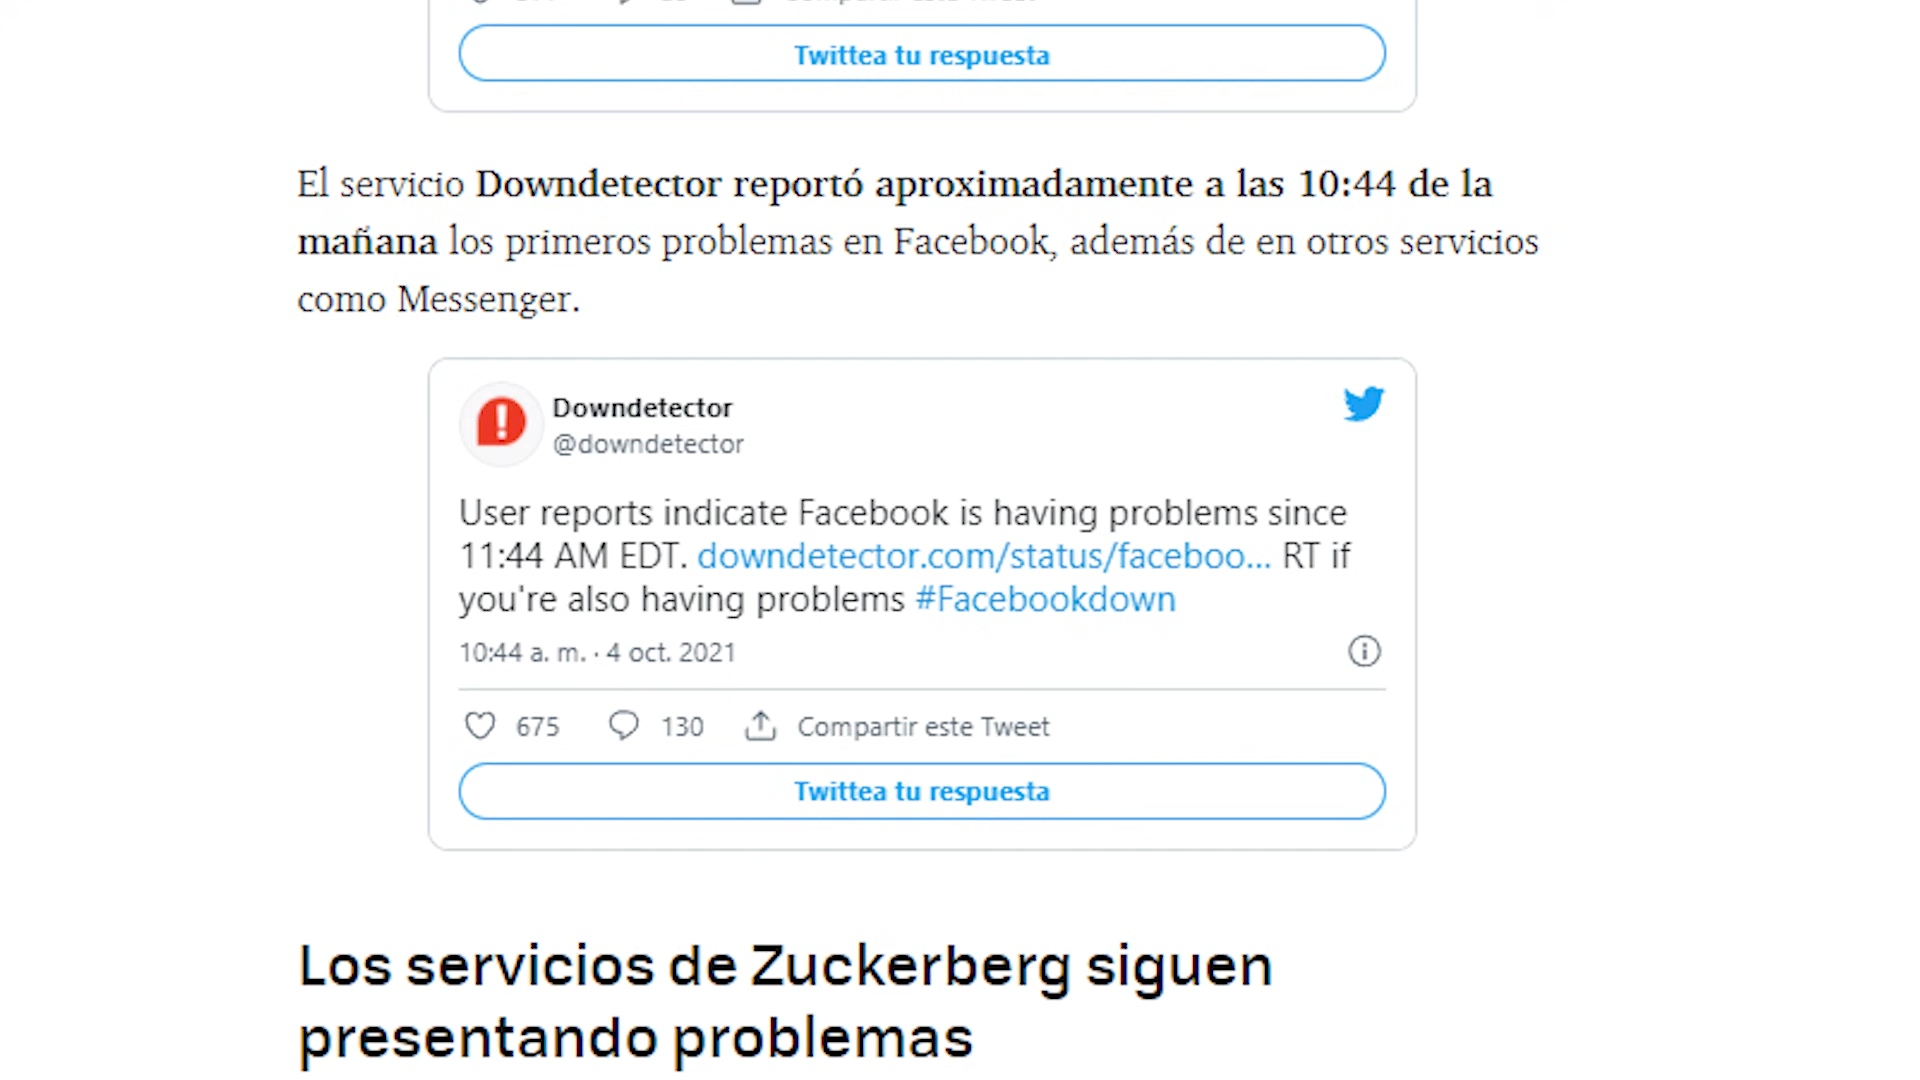 Twittea tu respuesta
El servicio Downdetector reportó aproximadamente a las 10:44 de la
mañana los primeros problemas en Facebook, además de en otros servicios
como Messenger.
Downdetector
@downdetector
User reports indicate Facebook is having problems since
11:44 AM EDT. downdetector.com/status/faceboo... RT if
you're also having problems #Facebookdown
10:44 a. m. · 4 oct. 2021
675 130 Compartir este Tweet
Twittea tu respuesta
Los servicios de Zuckerberg siguen
presentando problemas